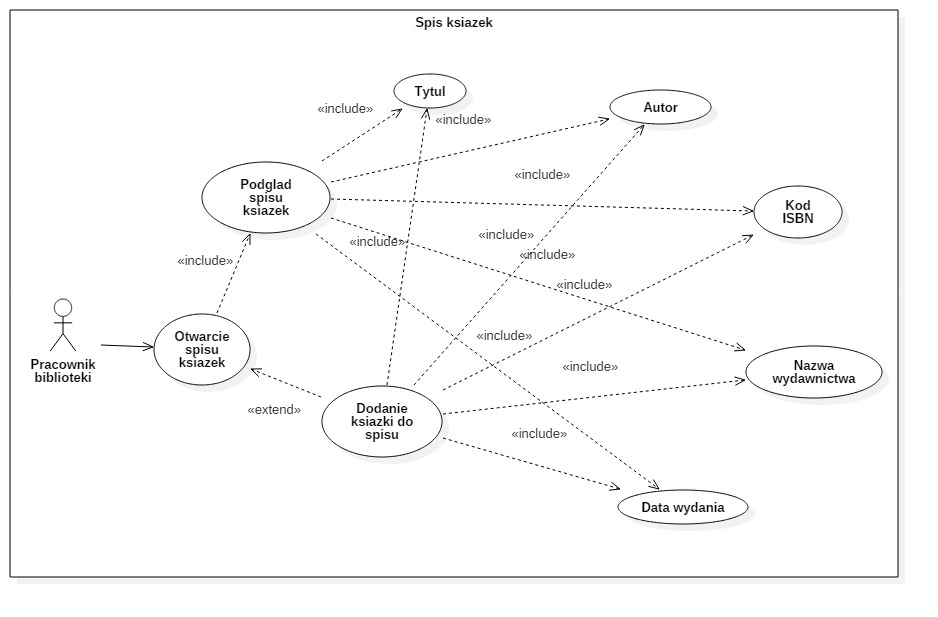 Spis ksiazek
Tytul
«include»
«include»
Autor
Podglad
spisu
ksiazek
«include»
Kod
ISBN
«include»
«include»
«include»
«include»
«include»
Otwarcie
spisu
ksiazek
Pracownik
biblioteki
«include»
«include»
Nazwa
wydawnictwa
«extend»
Dodanie
ksiazki do
spisu
«include»
Data wydania